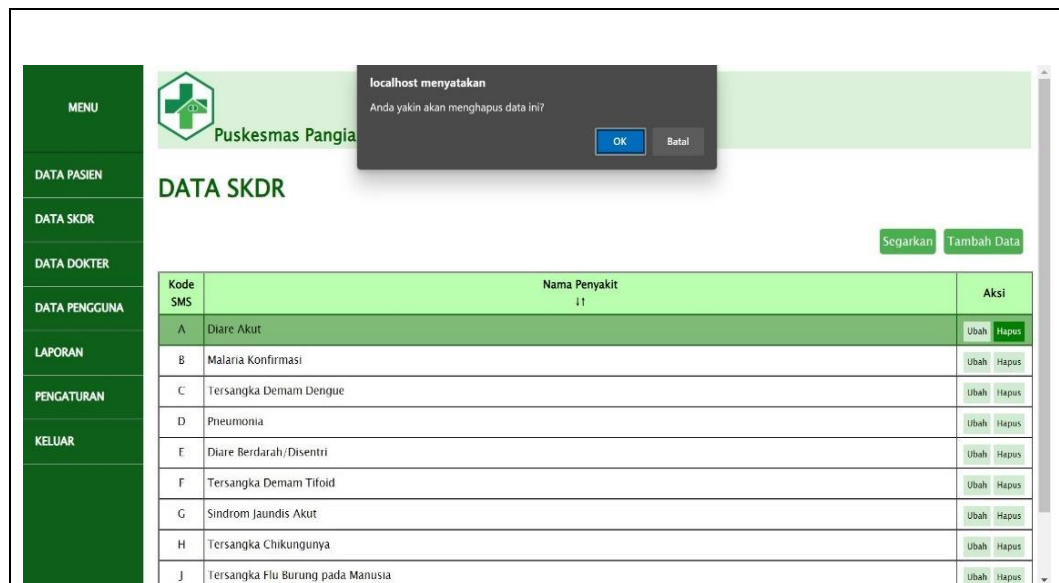 localhost menyatakan
Anda yakin akan menghapus data ini?
OK Batal
MENU
Puskesmas
DATA PASIEN
DATA SKDR
DATA DOKTER
DATA PENGGUNA
LAPORAN
PENGATURAN
KELUAR
DATA SKDR
Segarkan Tambah Data
Kode SMS Nama Penyakit ↓↑ Aksi
A Diare Akut Ubah Hapus
B Malaria Konfirmasi Ubah Hapus
C Tersangka Demam Dengue Ubah Hapus
D Pneumonia Ubah Hapus
E Diare Berdarah/Disentri Ubah Hapus
F Tersangka Demam Tifoid Ubah Hapus
G Sindrom Jaundis Akut Ubah Hapus
H Tersangka Chikungunya Ubah Hapus
J Tersangka Flu Burung pada Manusia Ubah Hapus